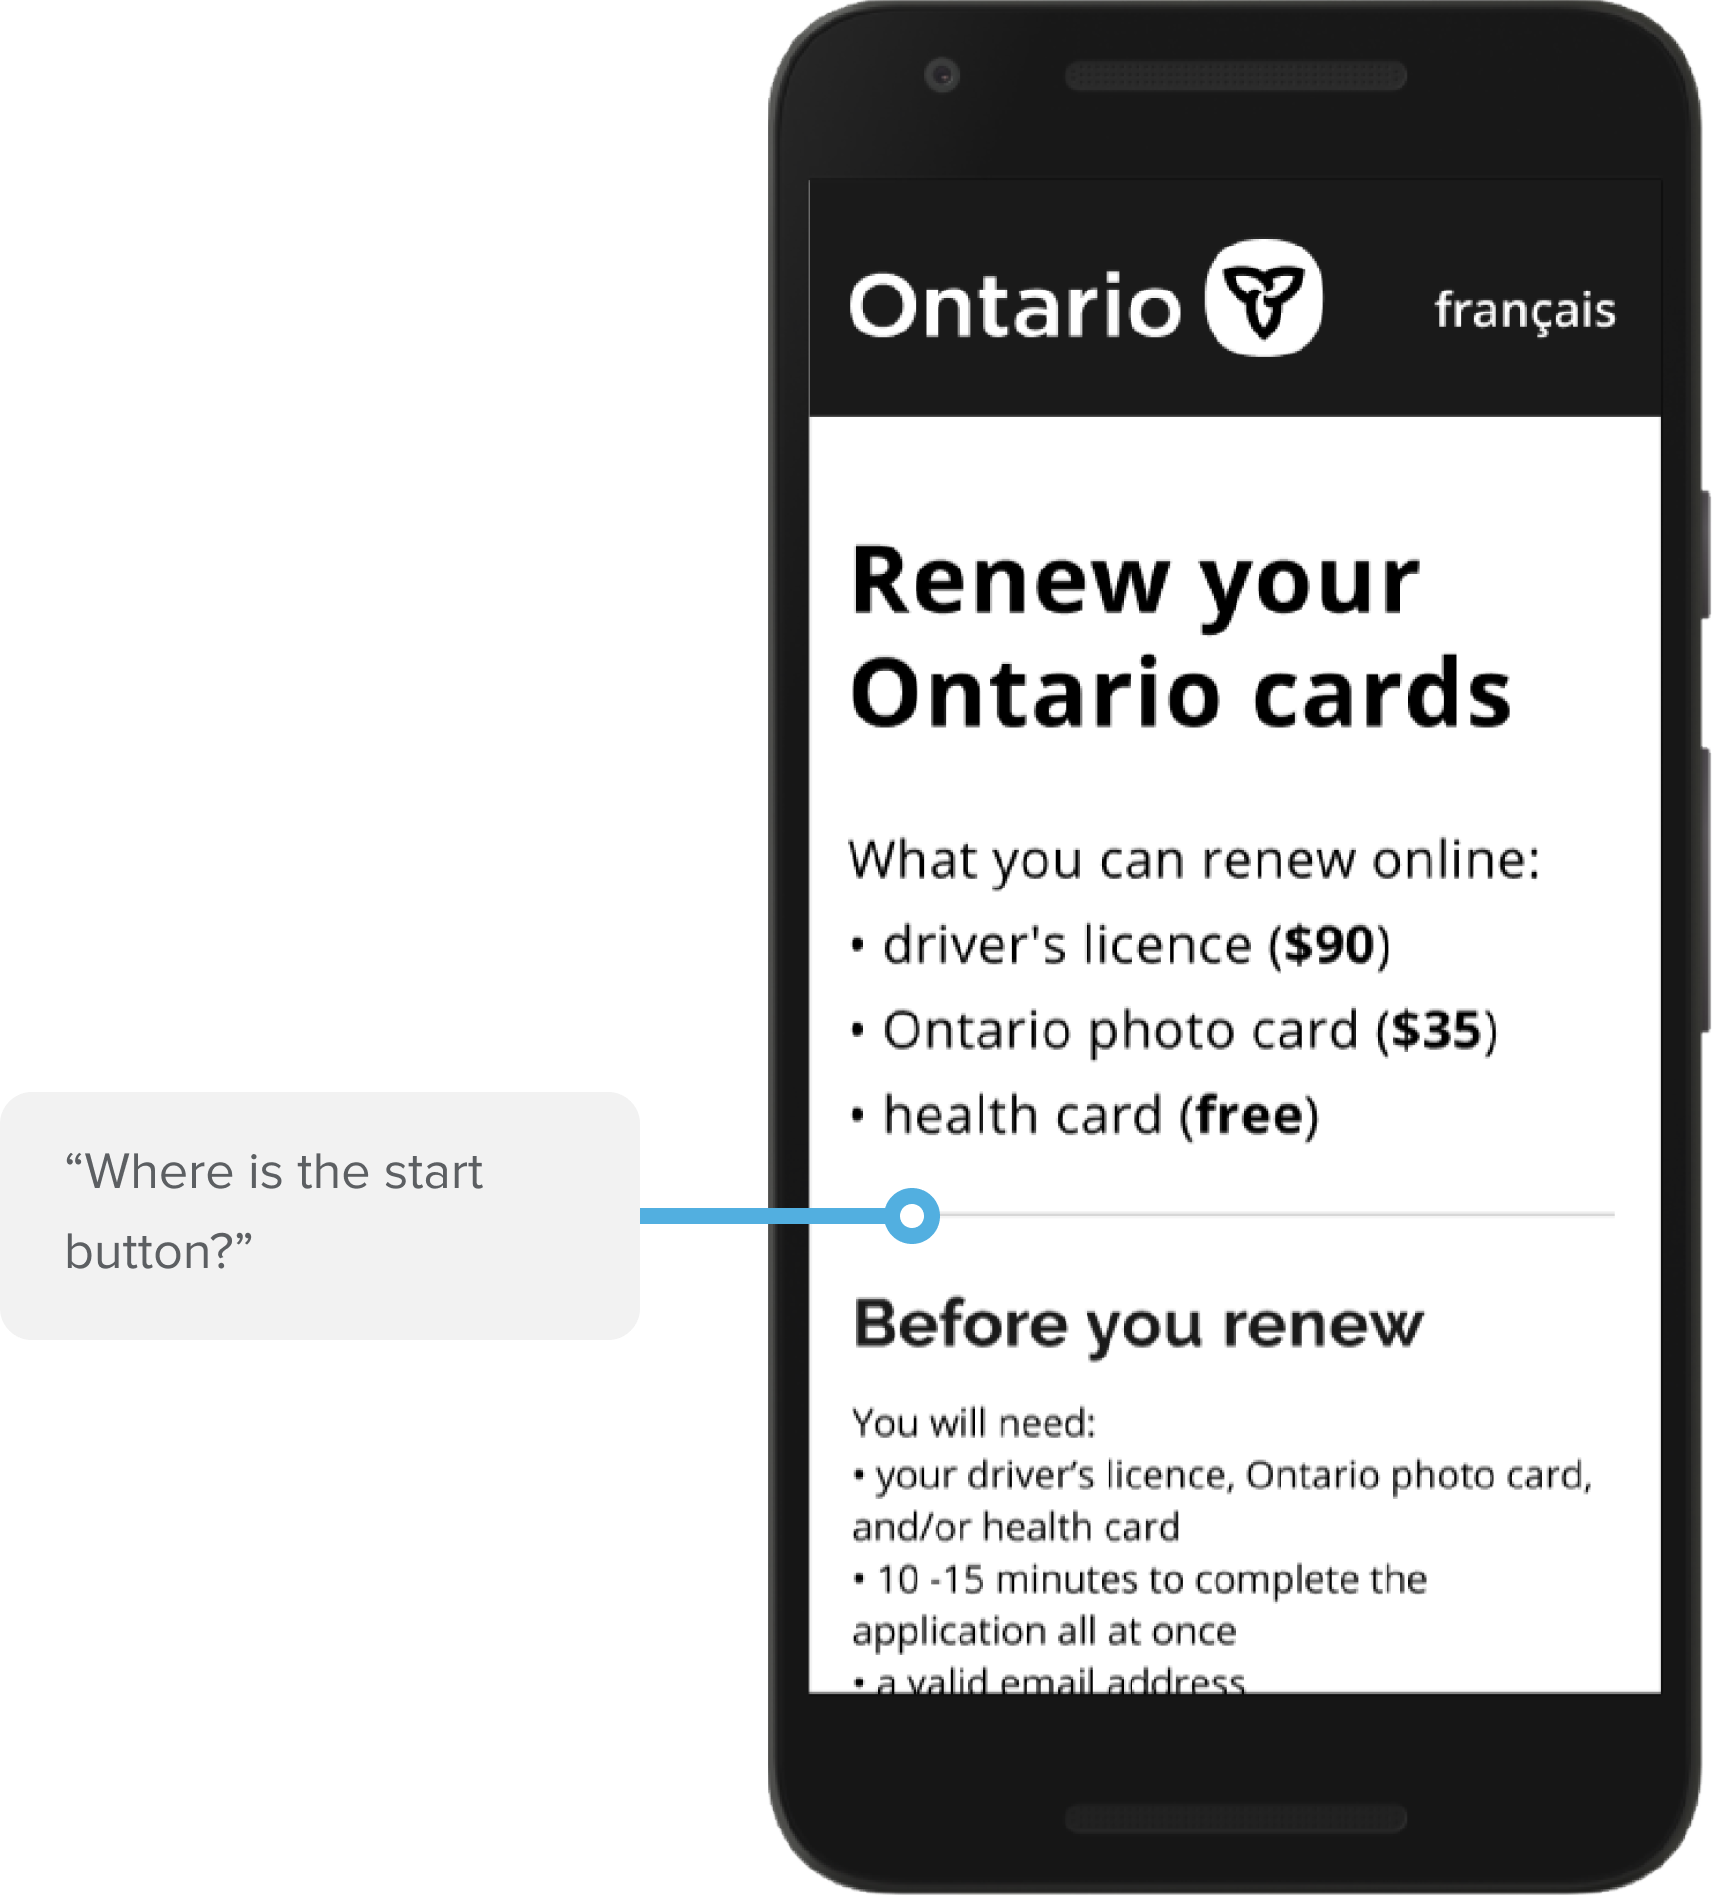 Ontario
français
Renew your
Ontario cards
What you can renew online:
• driver's licence ($90)
• Ontario photo card ($35)
• health card (free)
“Where is the start
button?”
Before you renew
You will need:
• your driver’s licence, Ontario photo card,
and/or health card
• 10 -15 minutes to complete the
application all at once
• a valid email address